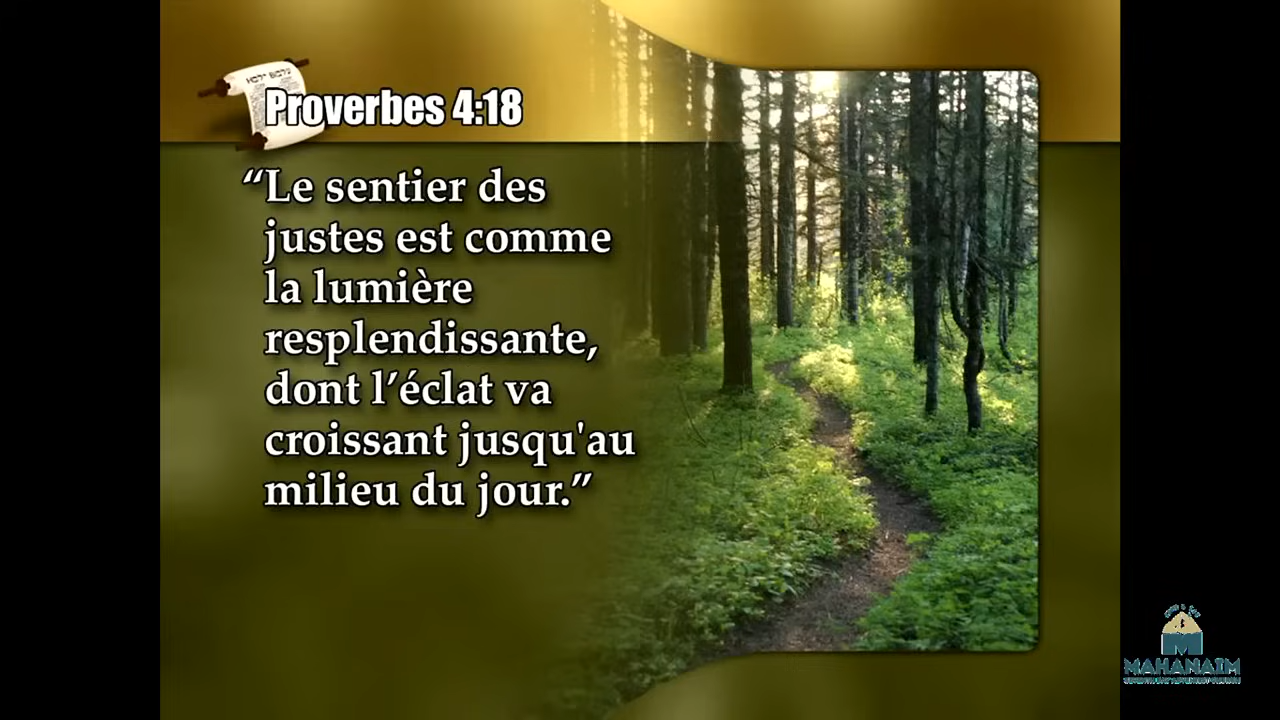 Proverbes 4:18
“Le sentier des
justes est comme
la lumière
resplendissante,
dont l’éclat va
croissant jusqu'au
milieu du jour.”
MAHANAIM